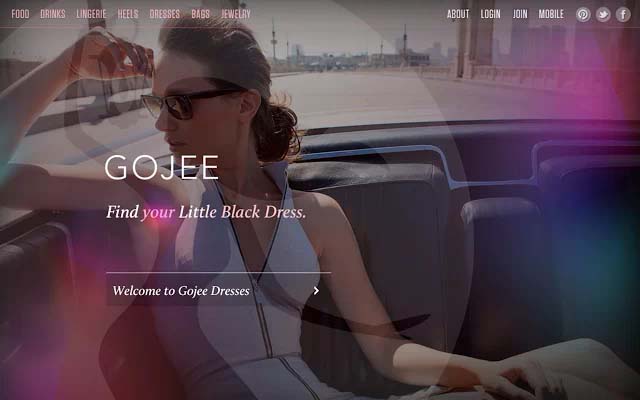 FOOD DRINKS LINGERIE HEELS DRESSES BAGS JEWELRY ABOUT LOGIN JOIN MOBILE
GOJEE
Find your Little Black Dress.
Welcome to Gojee Dresses